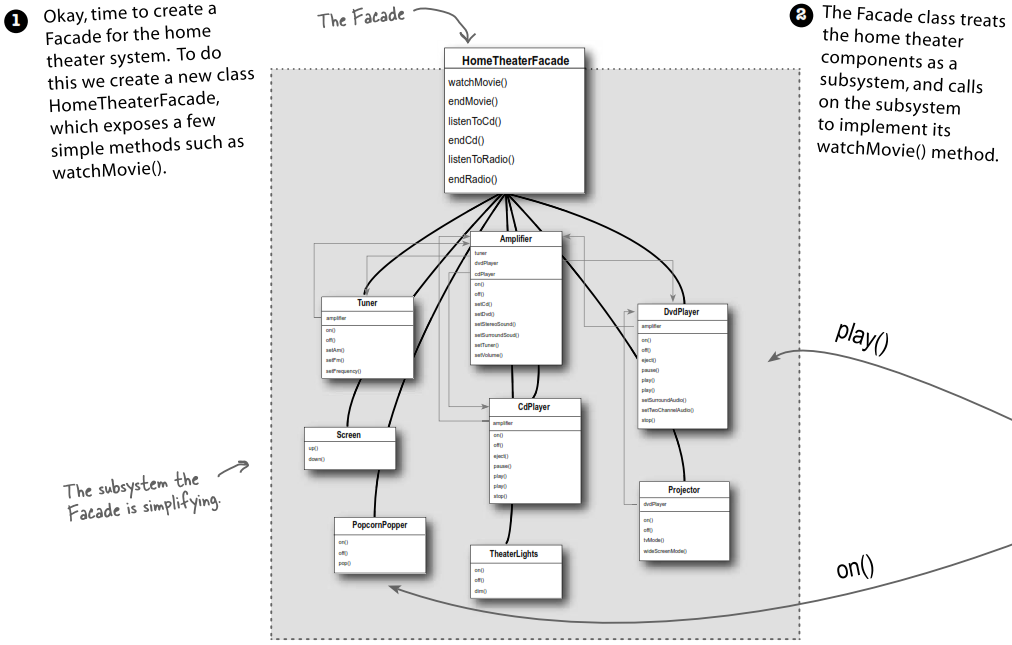 1
Okay, time to create a
Facade for the home
theater system. To do
this we create a new class
HomeTheaterFacade,
which exposes a few
simple methods such as
watchMovie().
The Facade
2
The Facade class treats
the home theater
components as a
subsystem, and calls
on the subsystem
to implement its
watchMovie() method.
HomeTheaterFacade
watchMovie()
endMovie()
listenToCd()
endCd()
listenToRadio()
endRadio()
Amplifier
tuner
dvdPlayer
cdPlayer
on()
off()
setCd()
setDvd()
setStereoSound()
setSurroundSoud()
setTuner()
setVolume()
Tuner
amplifier
on()
off()
setAm()
setFm()
setFrequency()
DvdPlayer
amplifier
on()
off()
eject()
pause()
play()
play()
setSurroundAudio()
setTwoChannelAudio()
stop()
Screen
up()
down()
CdPlayer
amplifier
on()
off()
eject()
pause()
play()
play()
stop()
PopcornPopper
on()
off()
pop()
TheaterLights
on()
off()
dim()
Projector
dvdPlayer
on()
off()
tvMode()
wideScreenMode()
The subsystem the
Facade is simplifying.
play()
on()